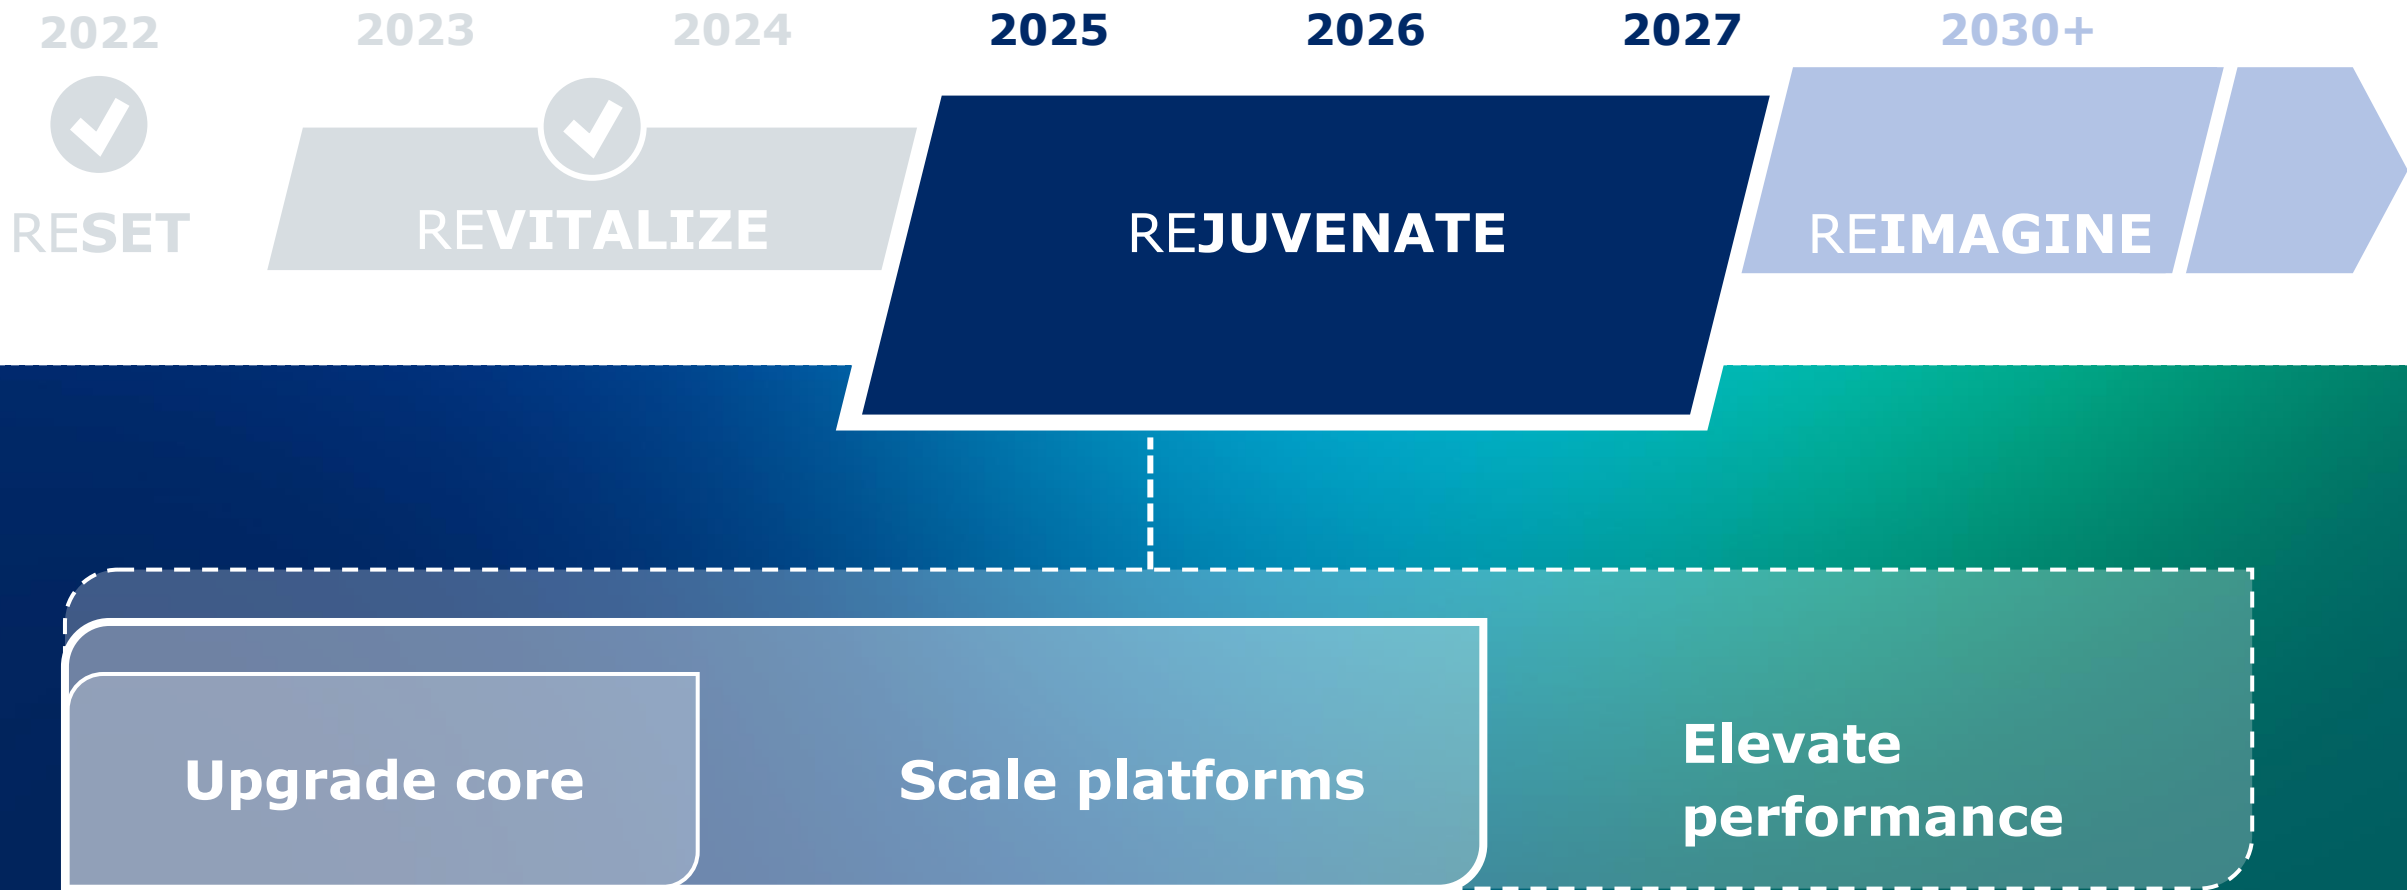 2022 2023 2024 2025 2026 2027 2030+
RESET REVITALIZE REJUVENATE REIMAGINE
Upgrade core
Scale platforms
Elevate
performance